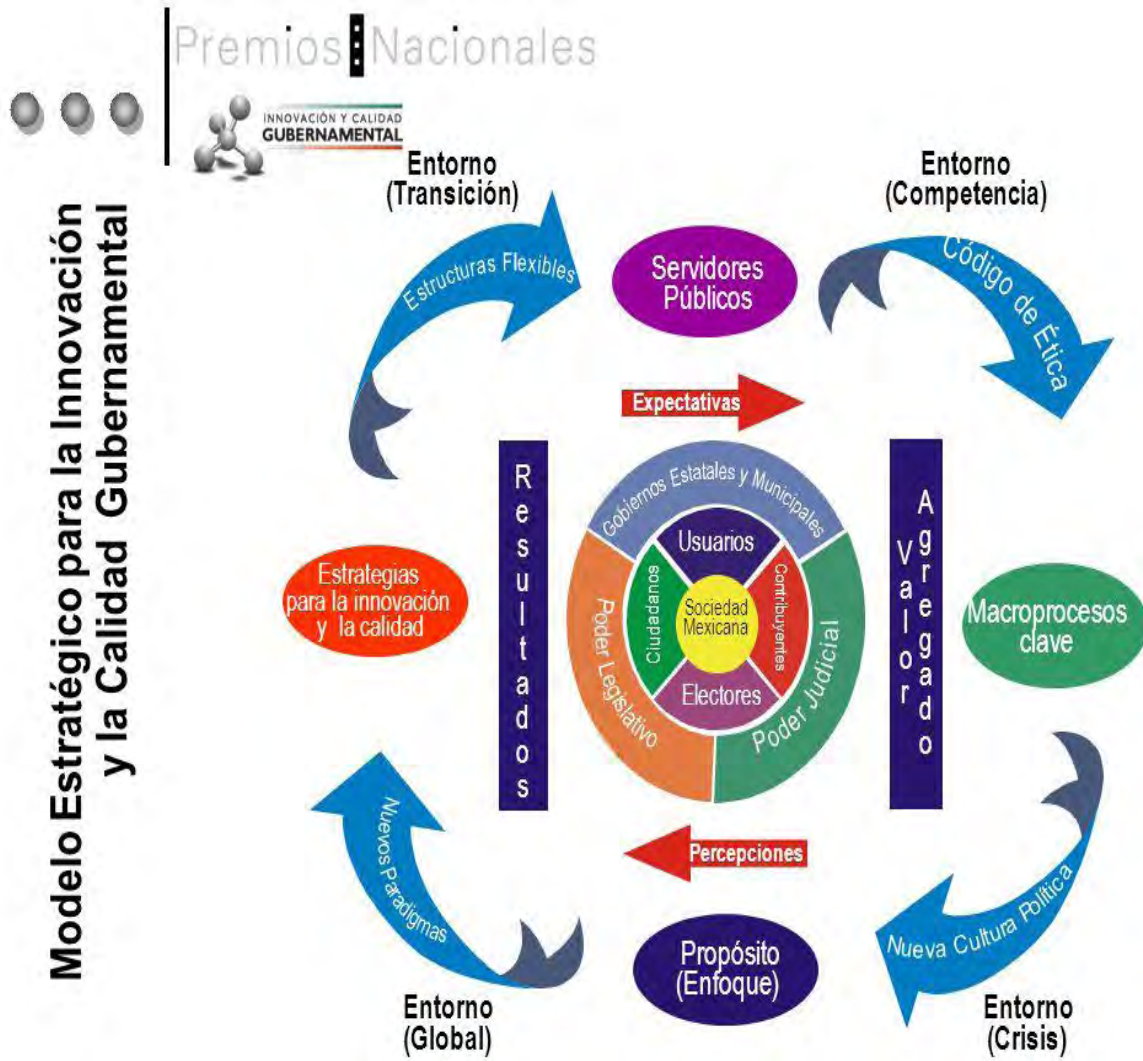 Premios Nacionales
INNOVACIÓN Y CALIDAD
GUBERNAMENTAL
Modelo Estratégico para la Innovación
y la Calidad Gubernamental
Entorno
(Transición)
Entorno
(Competencia)
Estructuras Flexibles
Servidores
Públicos
Código de Ética
Expectativas
Resultados
Gobiernos Estatales y Municipales
Usuarios
Ciudadanos
Sociedad
Mexicana
Contribuyentes
Electores
Poder Legislativo
Poder Judicial
Valor
Agregado
Estrategias
para la innovación
y la calidad
Macroprocesos
clave
Nuevos Paradigmas
Percepciones
Nueva Cultura Política
Propósito
(Enfoque)
Entorno
(Global)
Entorno
(Crisis)